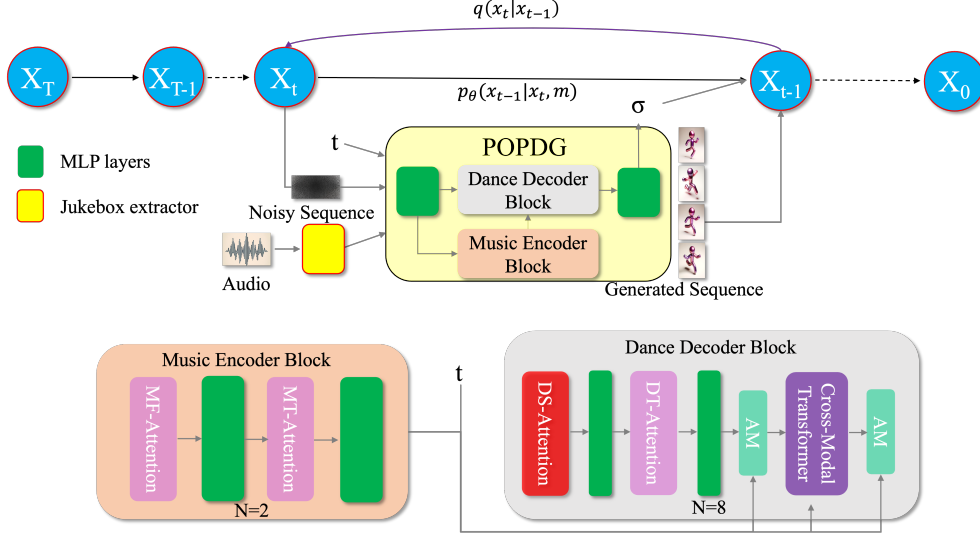 q(x_t|x_{t-1})
X_T
X_{T-1}
X_t
X_{t-1}
X_0
p_θ(x_{t-1}|x_t, m)
σ
t
POPDG
MLP layers
Jukebox extractor
Noisy Sequence
Audio
Dance Decoder
Block
Music Encoder
Block
Generated Sequence
Music Encoder Block
MF-Attention
MT-Attention
N=2
t
Dance Decoder Block
DS-Attention
DT-Attention
AM
Cross-Modal
Transformer
AM
N=8